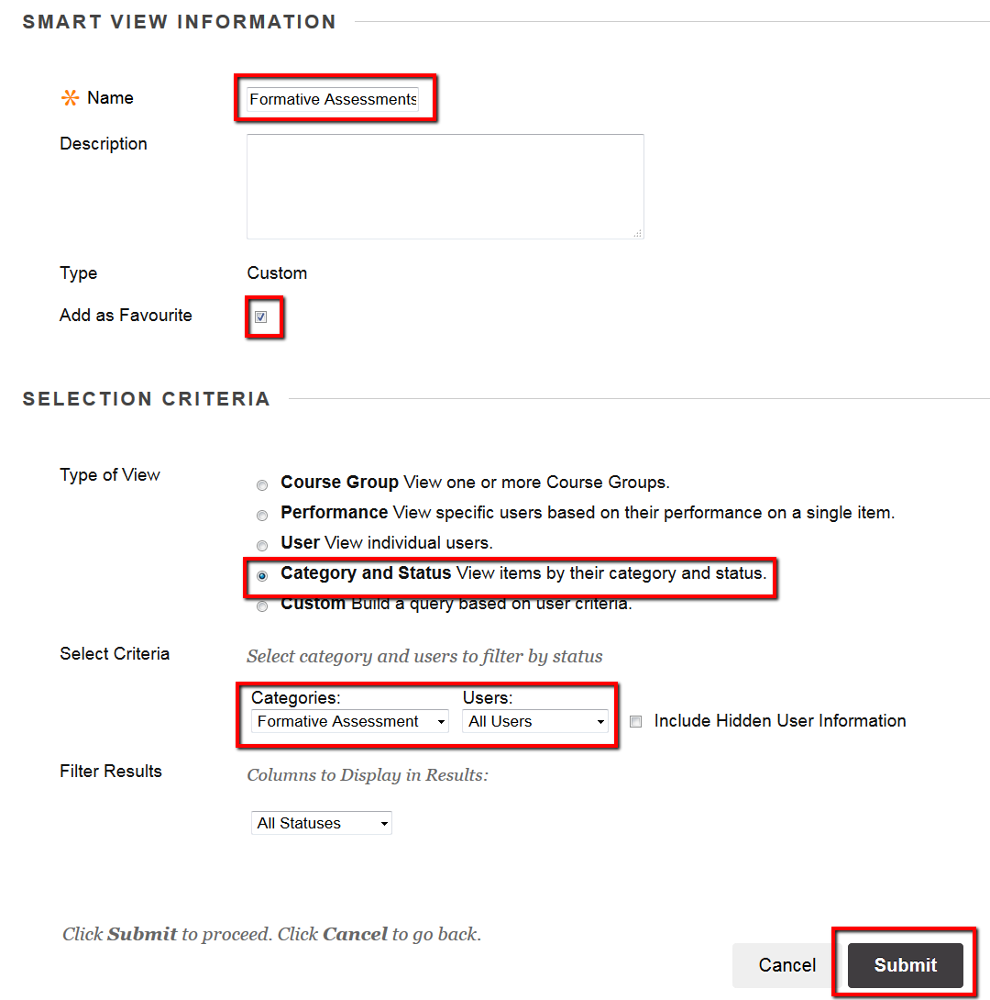 SMART VIEW INFORMATION
Name
Formative Assessments
Description
Type
Custom
Add as Favourite
SELECTION CRITERIA
Type of View
Course Group View one or more Course Groups.
Performance View specific users based on their performance on a single item.
User View individual users.
Category and Status View items by their category and status.
Custom Build a query based on user criteria.
Select Criteria
Select category and users to filter by status
Categories:
Users:
Formative Assessment
All Users
Include Hidden User Information
Filter Results
Columns to Display in Results:
All Statuses
Click Submit to proceed. Click Cancel to go back.
Cancel
Submit